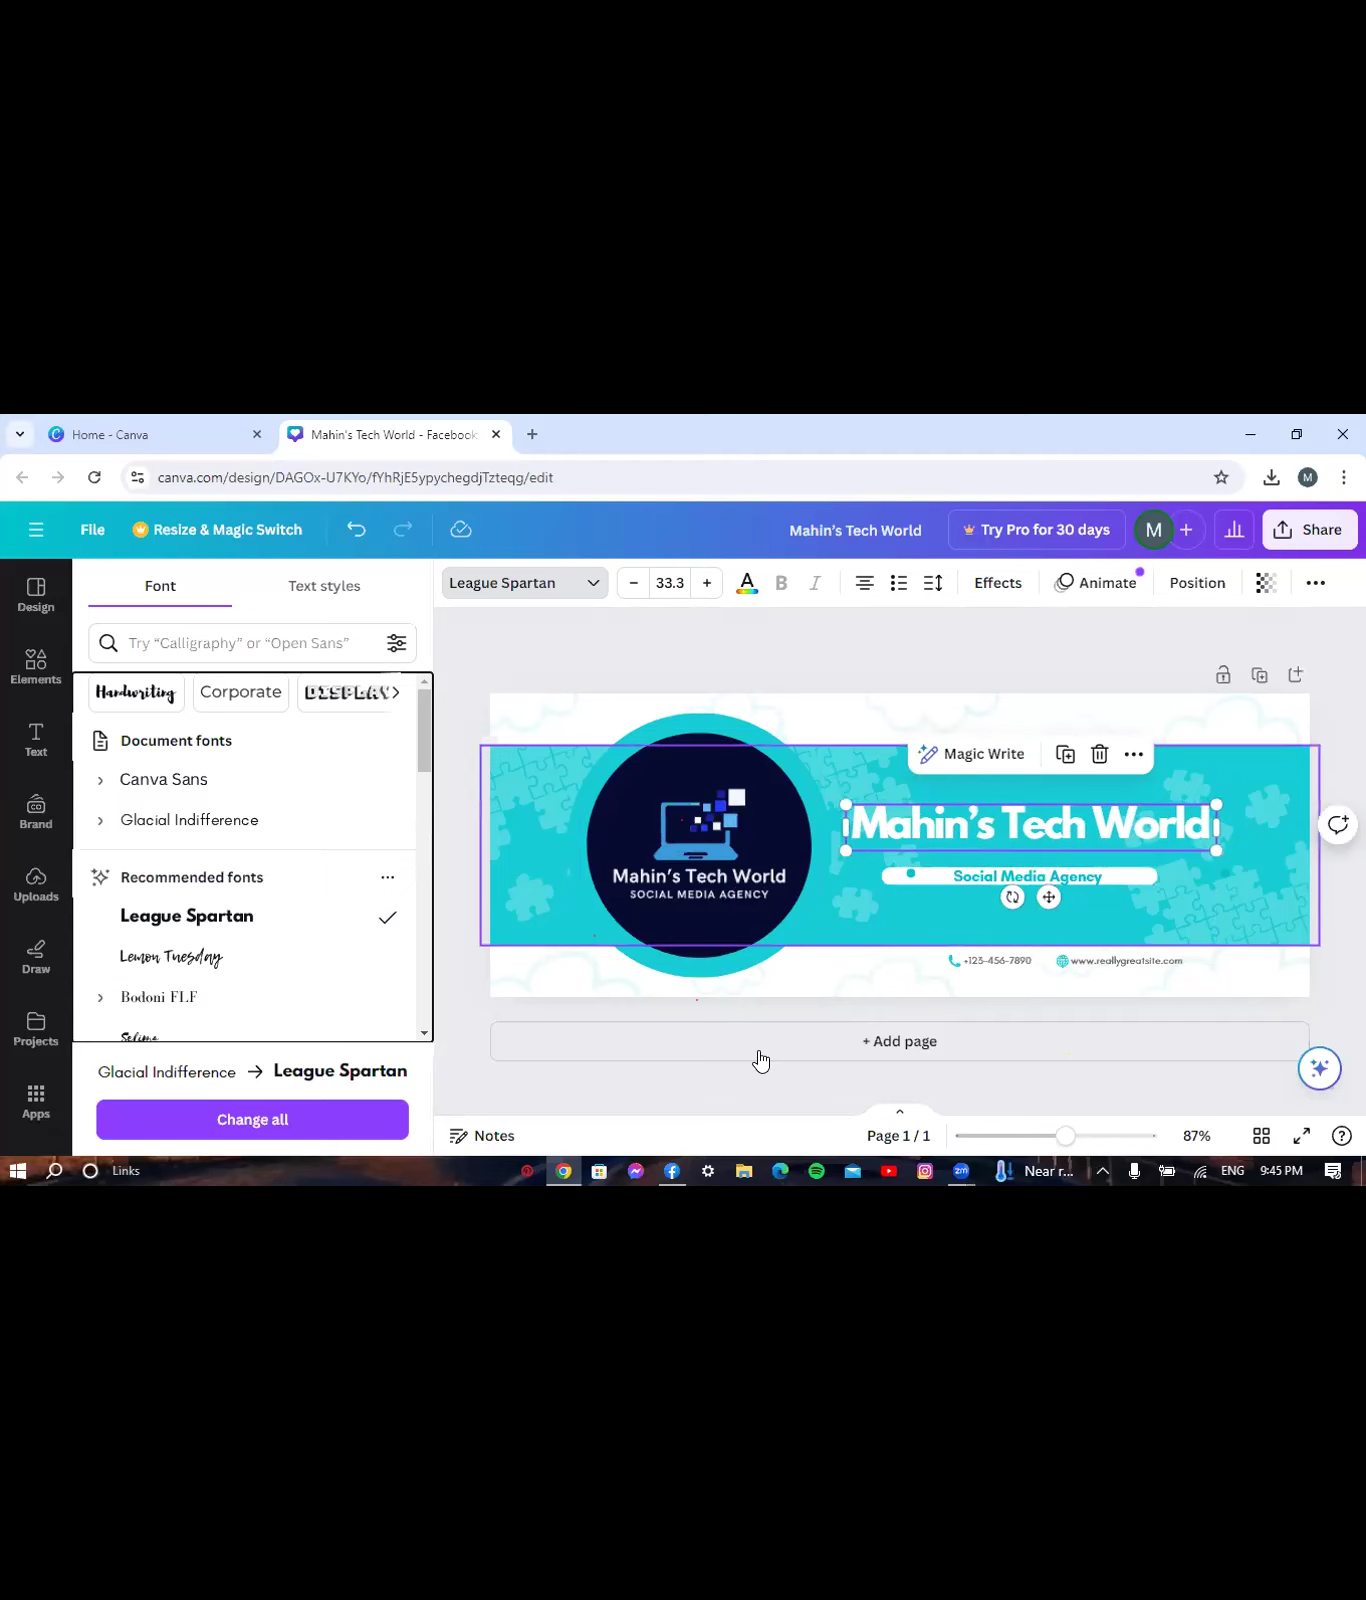 Home - Canva
Mahin's Tech World - Facebook
canva.com/design/DAGOx-U7KYo/fYhRjE5ypychegdjTzteqg/edit
File
Resize & Magic Switch
Mahin's Tech World
Try Pro for 30 days
M
Share
Design
Elements
Text
Brand
Uploads
Draw
Projects
Apps
Font
Text styles
Try “Calligraphy” or “Open Sans”
Handwriting
Corporate
DISPLAY
Document fonts
Canva Sans
Glacial Indifference
Recommended fonts
League Spartan
Lemon Tuesday
Bodoni FLF
Selima
Glacial Indifference → League Spartan
Change all
League Spartan
33.3
A B I
Effects
Animate
Position
Magic Write
Mahin’s Tech World
SOCIAL MEDIA AGENCY
Mahin’s Tech World
Social Media Agency
+123-456-7890
www.reallygreatsite.com
+ Add page
Notes
Page 1 / 1
87%
Links
Near r...
ENG
9:45 PM